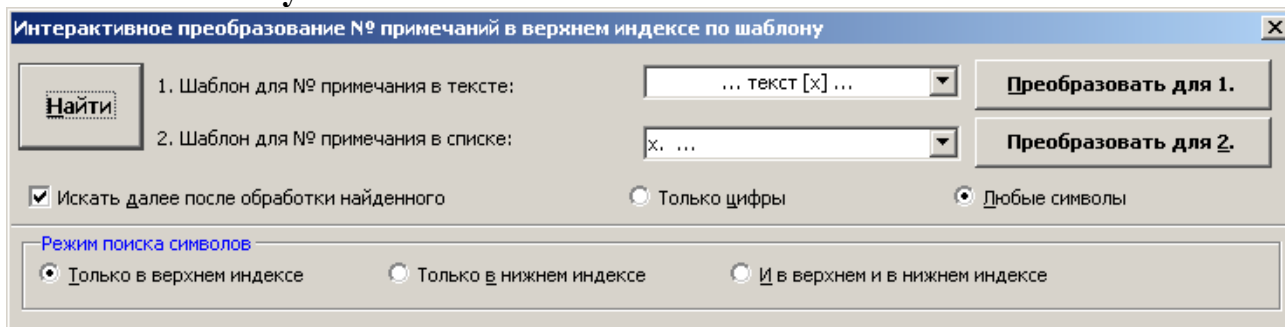 Интерактивное преобразование № примечаний в верхнем индексе по шаблону
Найти
1. Шаблон для № примечания в тексте:
... текст [x] ...
Преобразовать для 1.
2. Шаблон для № примечания в списке:
x. ...
Преобразовать для 2.
Искать далее после обработки найденного
Только цифры
Любые символы
Режим поиска символов
Только в верхнем индексе
Только в нижнем индексе
И в верхнем и в нижнем индексе